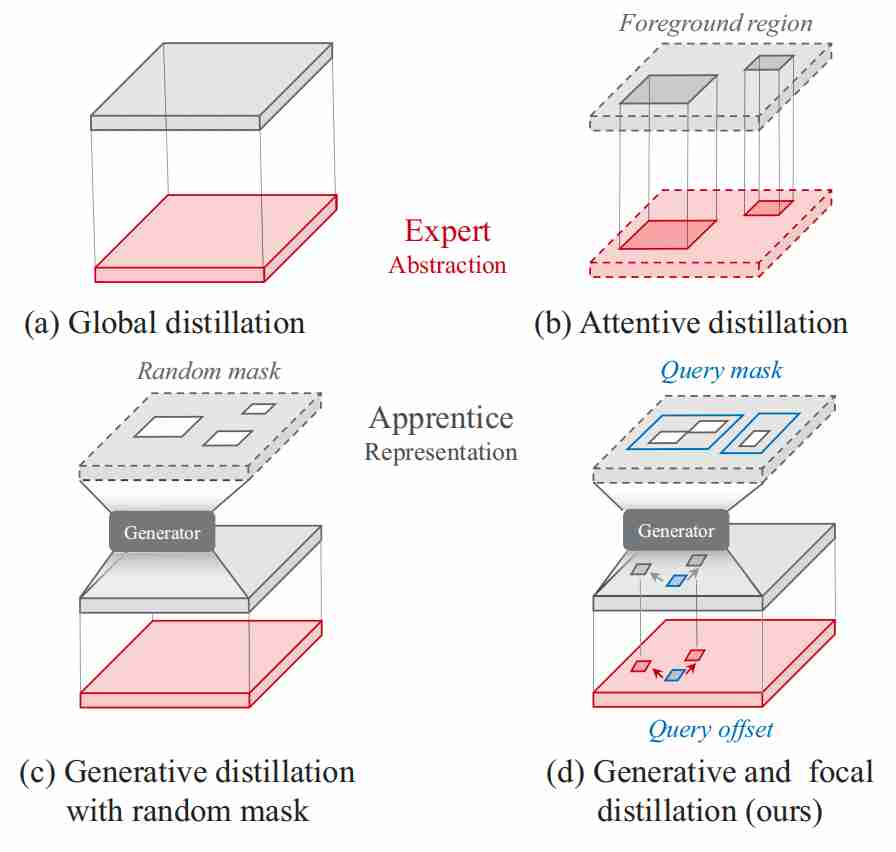 Foreground region
Expert
Abstraction
(a) Global distillation
(b) Attentive distillation
Random mask
Query mask
Apprentice
Representation
Generator
Generator
Query offset
(c) Generative distillation
with random mask
(d) Generative and focal
distillation (ours)